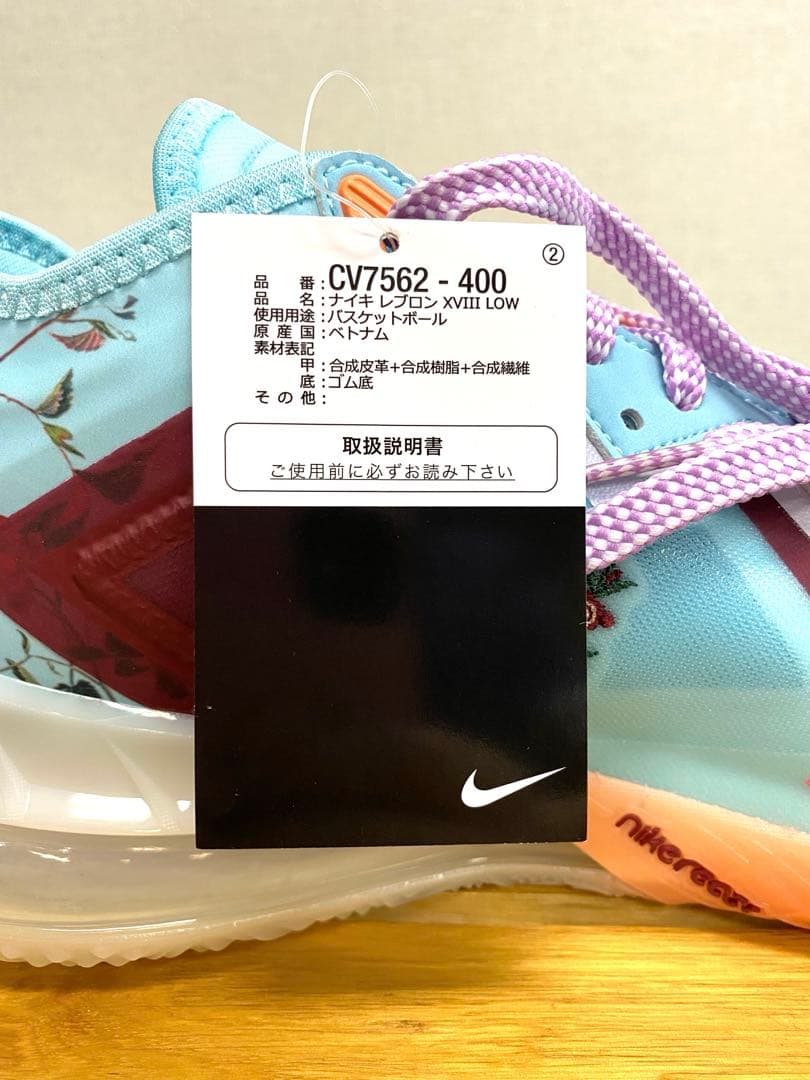 ②
品 番:CV7562 - 400
品 名:ナイキ レブロン XVIII LOW
使用用途:バスケットボール
原産国:ベトナム
素材表記
甲:合成皮革+合成樹脂+合成繊維
底:ゴム底
その他:
取扱説明書
ご使用前に必ずお読み下さい
nike react